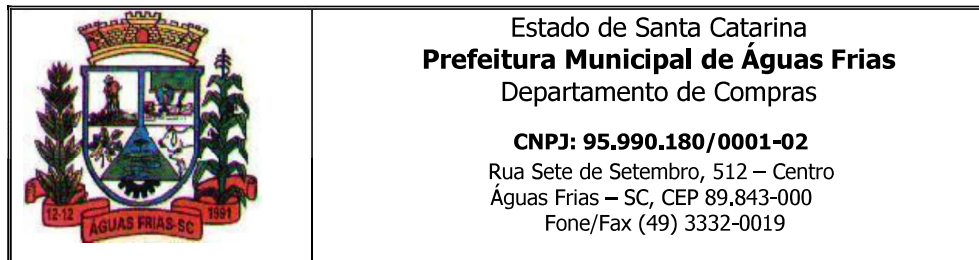 12-12
ÁGUAS FRIAS-SC
1991
Estado de Santa Catarina
Prefeitura Municipal de Águas Frias
Departamento de Compras
CNPJ: 95.990.180/0001-02
Rua Sete de Setembro, 512 – Centro
Águas Frias – SC, CEP 89.843-000
Fone/Fax (49) 3332-0019